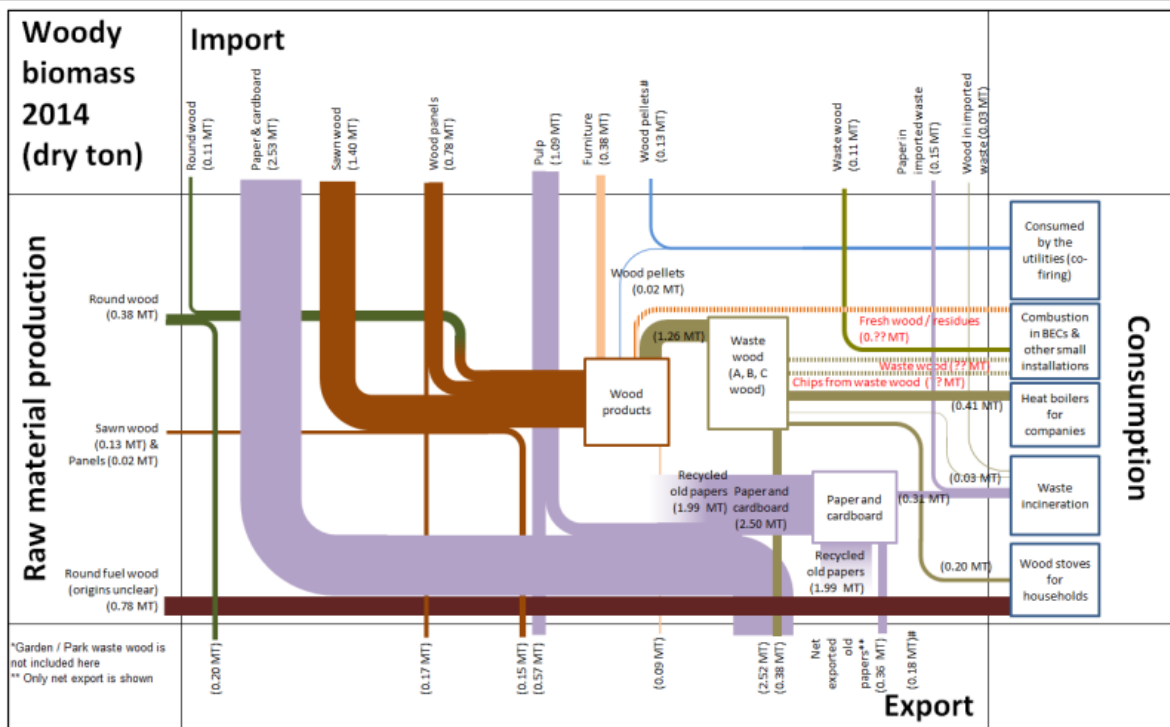 Woody
biomass
2014
(dry ton)
Import
Round wood
(0.11 MT)
Paper & cardboard
(2.53 MT)
Sawn wood
(1.40 MT)
Wood panels
(0.78 MT)
Pulp
(1.09 MT)
Furniture
(0.38 MT)
Wood pellets#
(0.13 MT)
Waste wood
(0.11 MT)
Paper in
imported waste
(0.15 MT)
Wood in imported
waste (0.03 MT)
Raw material production
Round wood
(0.38 MT)
Sawn wood
(0.13 MT) &
Panels (0.02 MT)
Round fuel wood
(origins unclear)
(0.78 MT)
Wood pellets
(0.02 MT)
Fresh wood / residues
(0.?? MT)
(1.26 MT)
Waste
wood
(A, B, C
wood)
Waste wood (?? MT)
Chips from waste wood (?? MT)
Wood
products
(0.41 MT)
Recycled
old papers
(1.99 MT)
Paper and
cardboard
(2.50 MT)
Paper and
cardboard
(0.31 MT)
(0.03 MT)
Recycled
old papers
(1.99 MT)
(0.20 MT)
Consumed
by the
utilities (co-
firing)
Combustion
in BECs &
other small
installations
Heat boilers
for
companies
Waste
incineration
Wood stoves
for
households
Consumption
*Garden / Park waste wood is
not included here
** Only net export is shown
(0.20 MT)
(0.17 MT)
(0.15 MT)
(0.57 MT)
(0.09 MT)
(2.52 MT)
(0.38 MT)
Net
exported
old
papers**
(0.36 MT)
(0.18 MT)#
Export